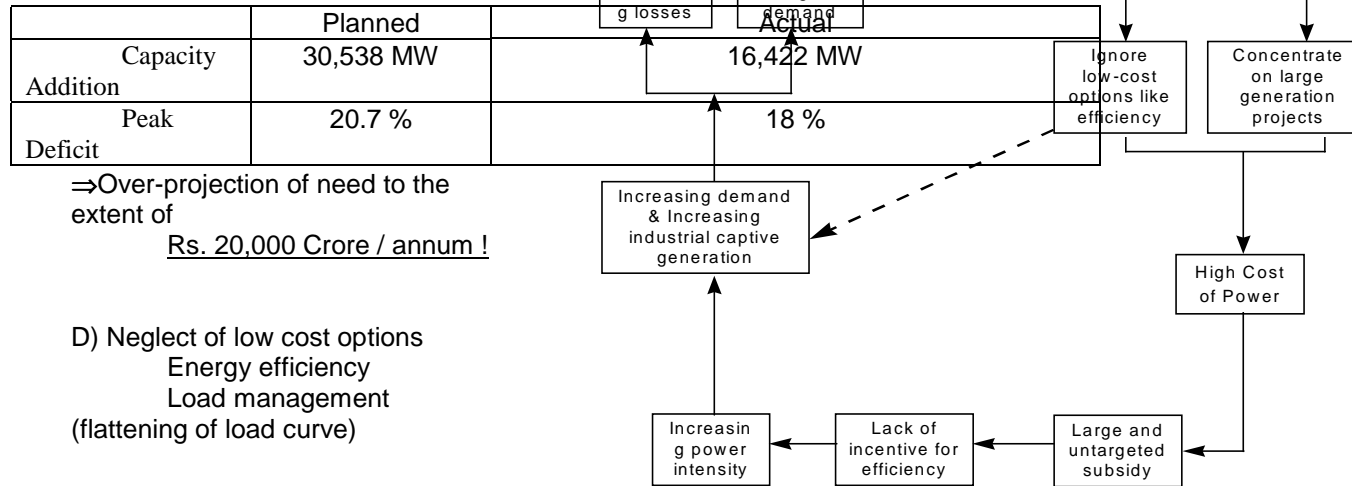 g losses
demand
Planned
Actual
Capacity
Addition
30,538 MW
16,422 MW
Peak
Deficit
20.7 %
18 %
⇒Over-projection of need to the
extent of
Rs. 20,000 Crore / annum !
D) Neglect of low cost options
Energy efficiency
Load management
(flattening of load curve)
Ignore
low-cost
options like
efficiency
Concentrate
on large
generation
projects
Increasing demand
& Increasing
industrial captive
generation
High Cost
of Power
Increasin
g power
intensity
Lack of
incentive for
efficiency
Large and
untargeted
subsidy